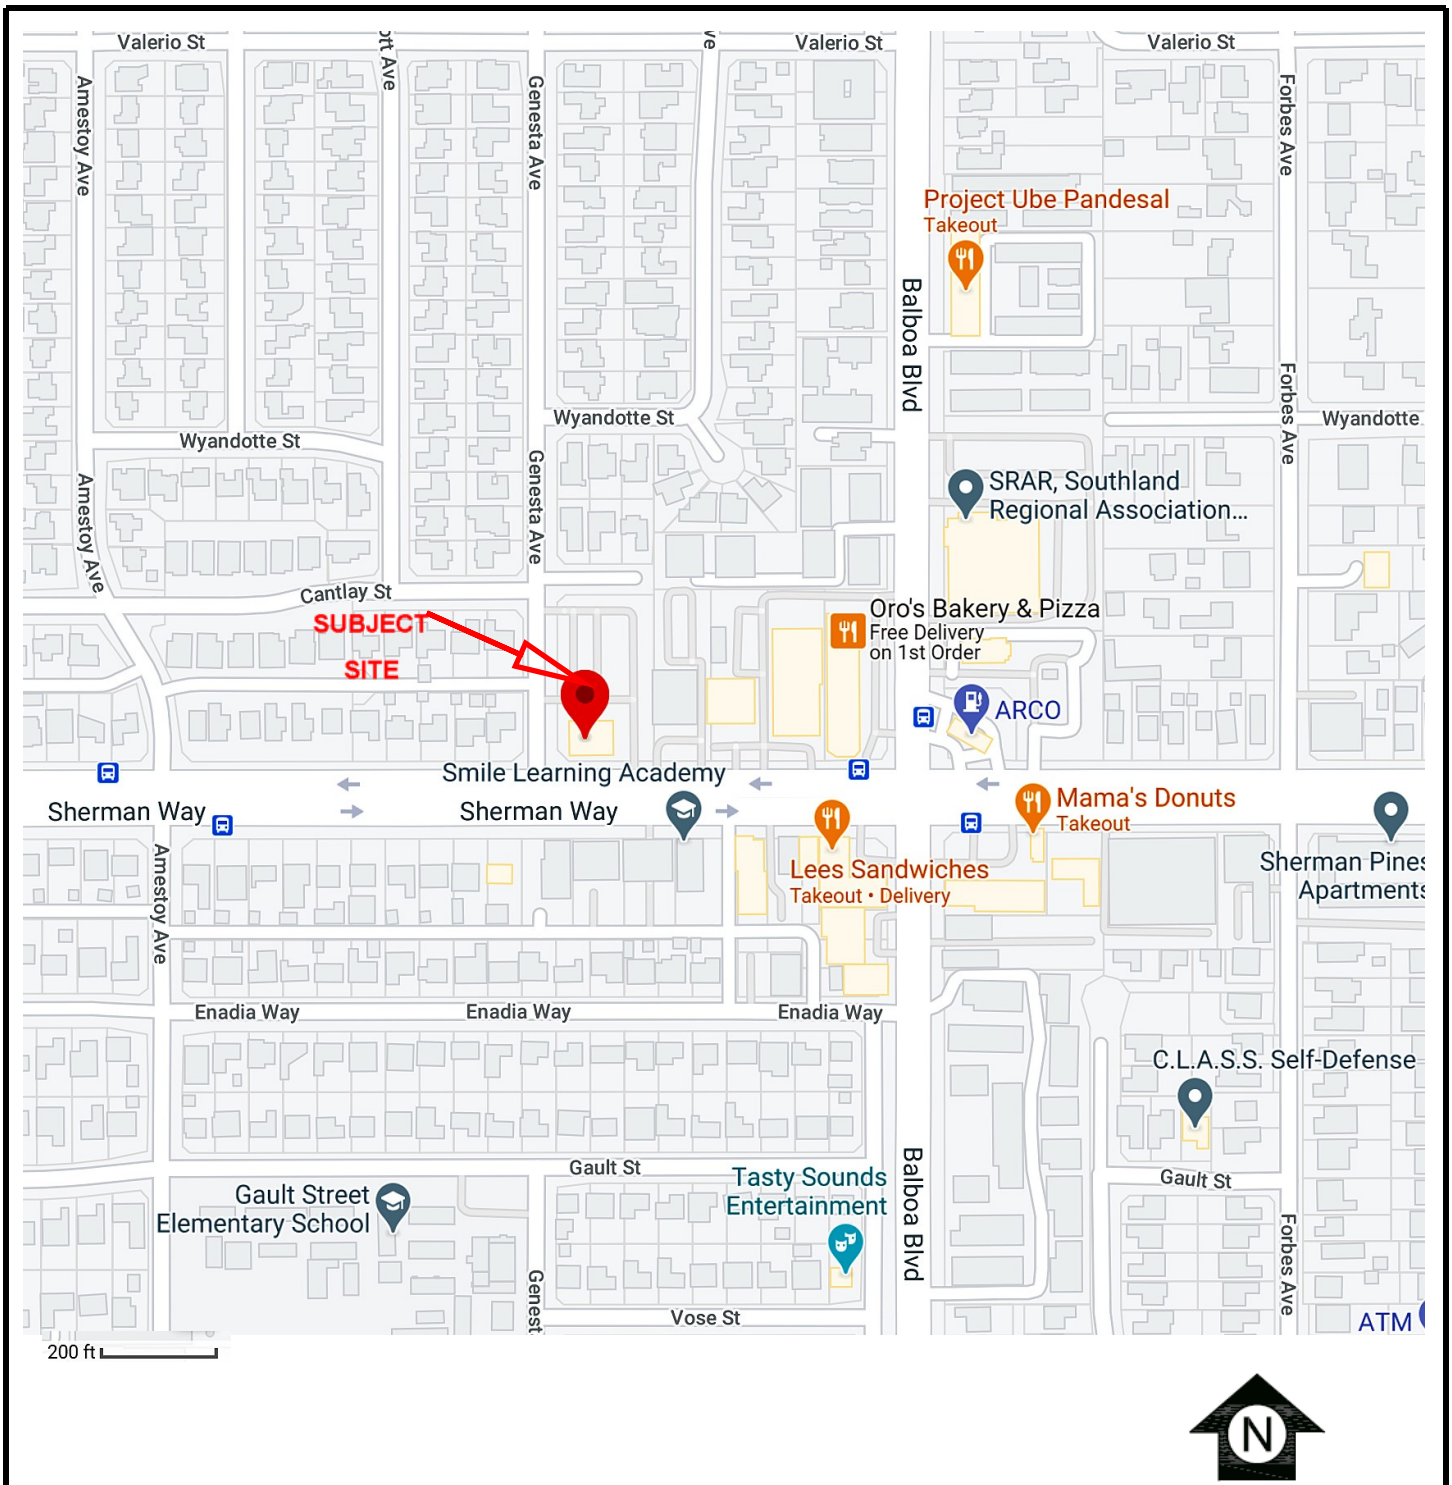 Valerio St
Valerio St
Valerio St
ott Ave
ve
Amestoy Ave
Genesta Ave
Forbes Ave
Project Ube Pandesal
Takeout
Balboa Blvd
Forbes Ave
Wyandotte St
Wyandotte
Wyandotte St
Amestoy Ave
Genesta Ave
SRAR, Southland
Regional Association...
Cantlay St
SUBJECT
SITE
Oro's Bakery & Pizza
Free Delivery
on 1st Order
ARCO
Smile Learning Academy
Sherman Way
Sherman Way
Mama's Donuts
Takeout
Amestoy Ave
Lees Sandwiches
Takeout • Delivery
Sherman Pines
Apartments
Enadia Way
Enadia Way
Enadia Way
C.L.A.S.S. Self-Defense
Gault St
Gault St
Gault Street
Elementary School
Tasty Sounds
Entertainment
Balboa Blvd
Forbes Ave
Genest
Vose St
ATM
200 ft
N